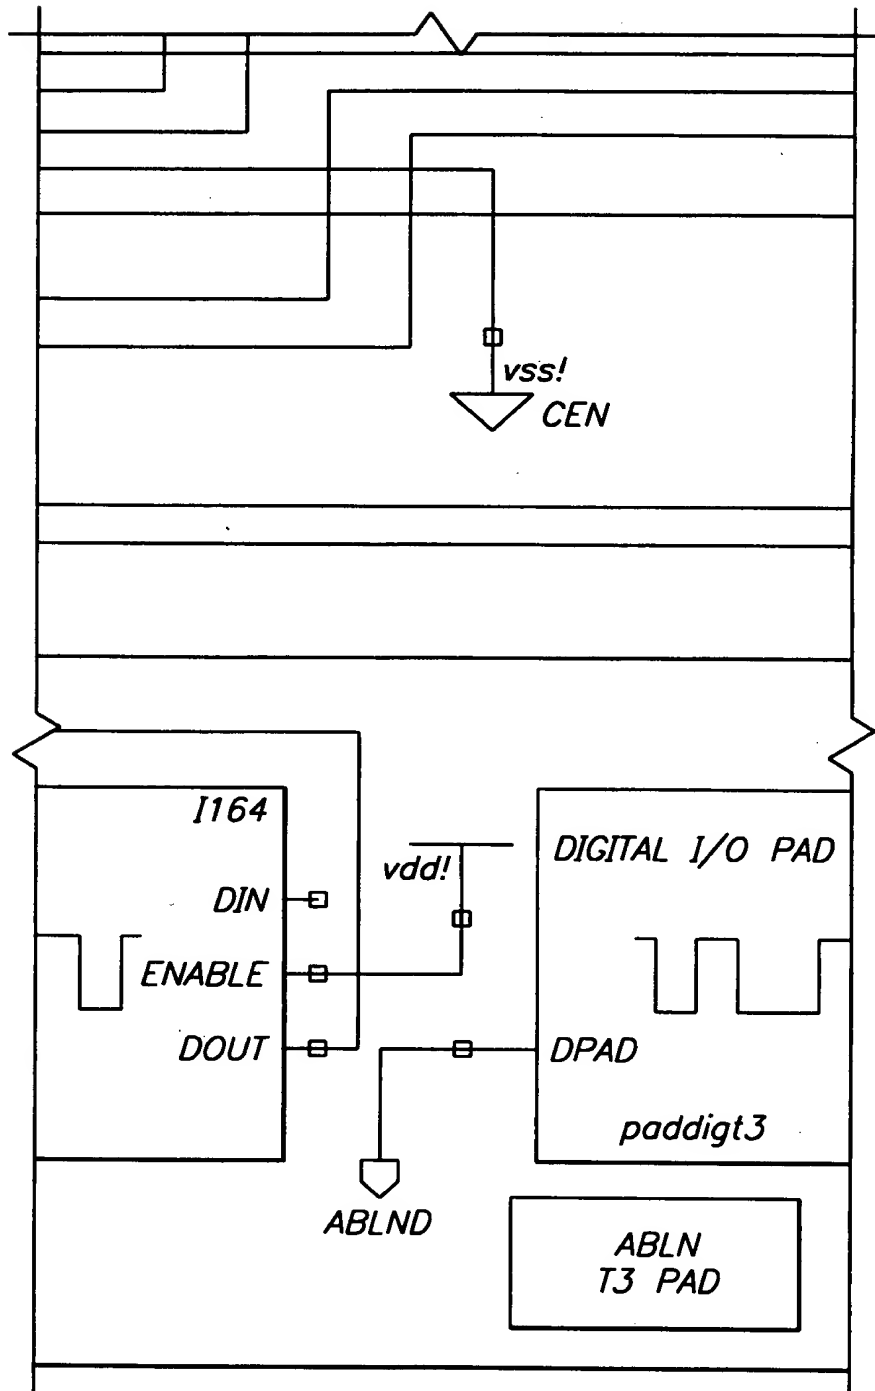 vss!
CEN
I164
vdd!
DIGITAL I/O PAD
DIN
ENABLE
DOUT
DPAD
paddigt3
ABLND
ABLN
T3 PAD